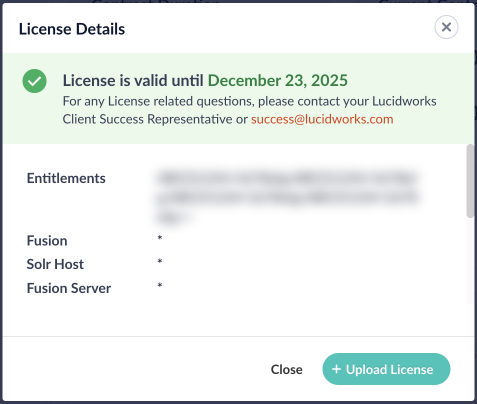 License Details
License is valid until December 23, 2025
For any License related questions, please contact your Lucidworks
Client Success Representative or success@lucidworks.com
Entitlements
Fusion *
Solr Host *
Fusion Server *
Close + Upload License